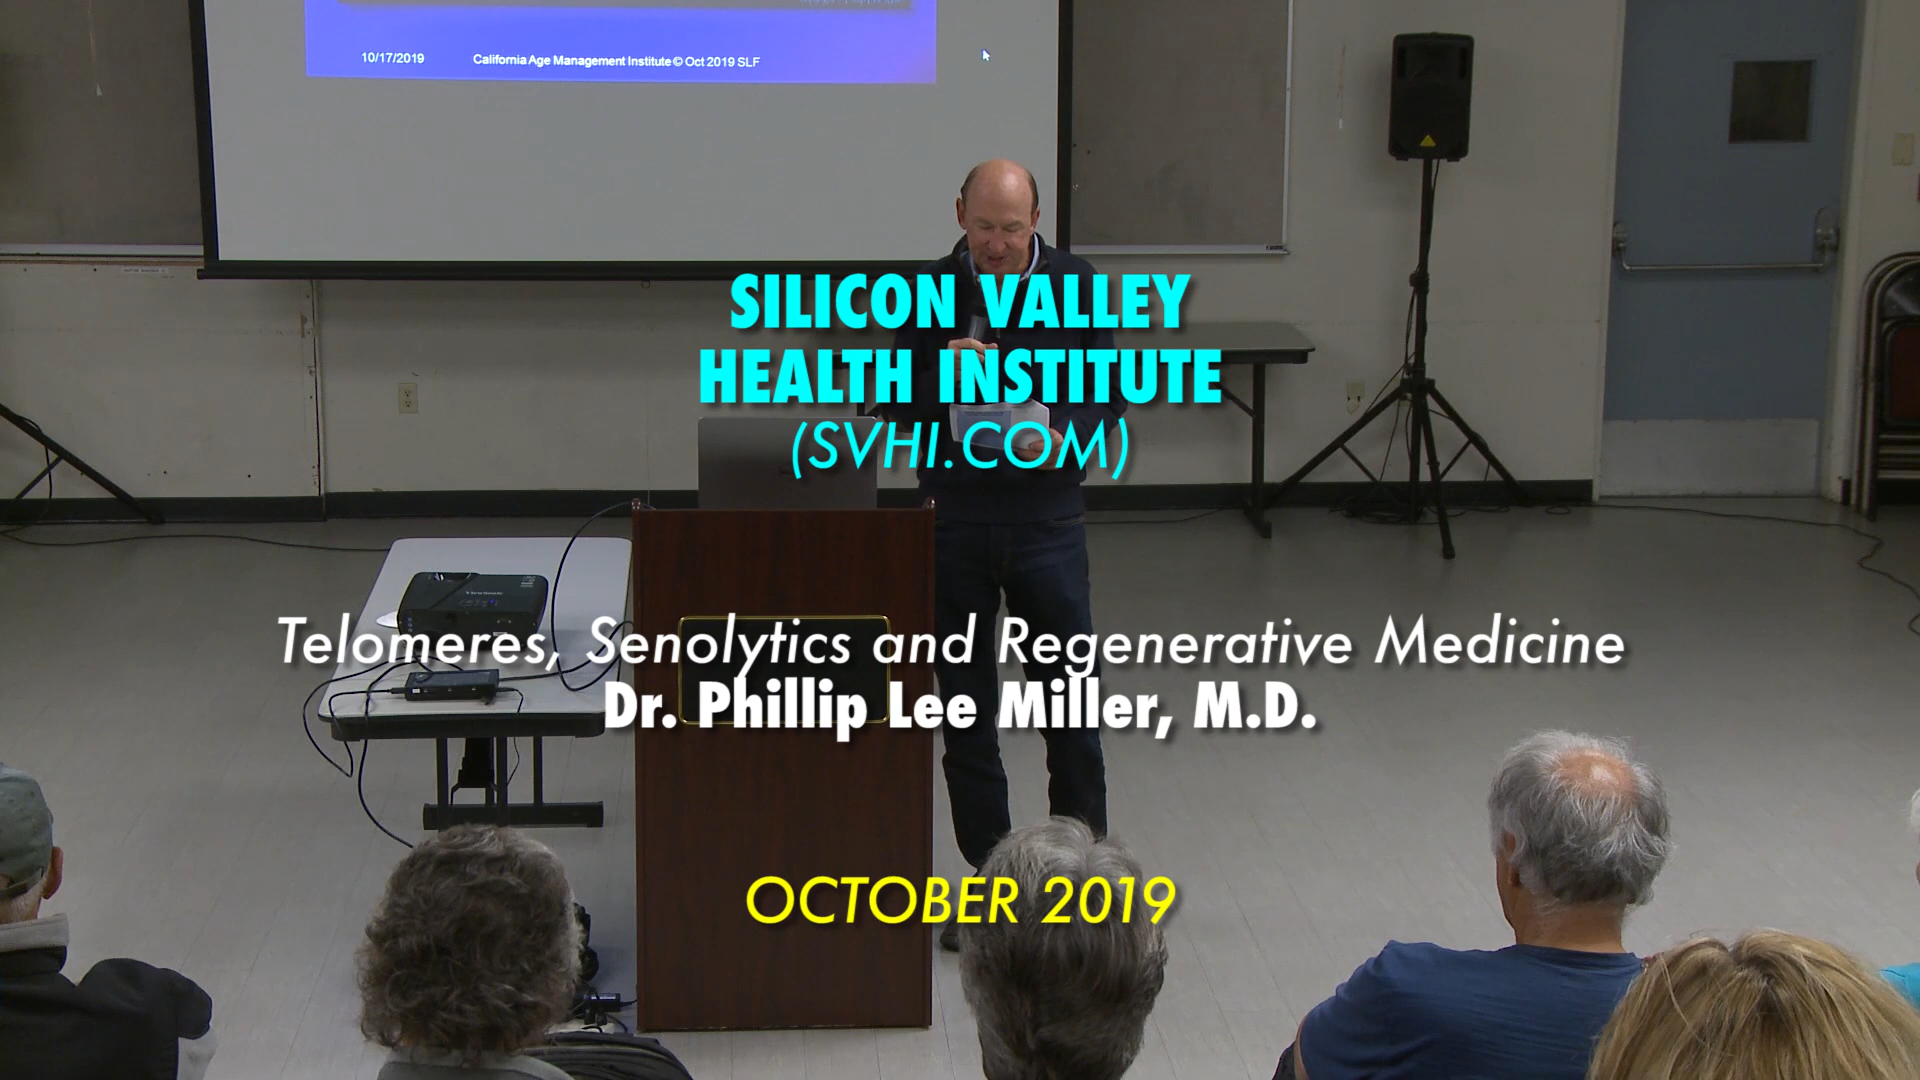 10/17/2019 California Age Management Institute © Oct 2019 SLF
SILICON VALLEY
HEALTH INSTITUTE
(SVHI.COM)
Telomeres, Senolytics and Regenerative Medicine
Dr. Phillip Lee Miller, M.D.
OCTOBER 2019